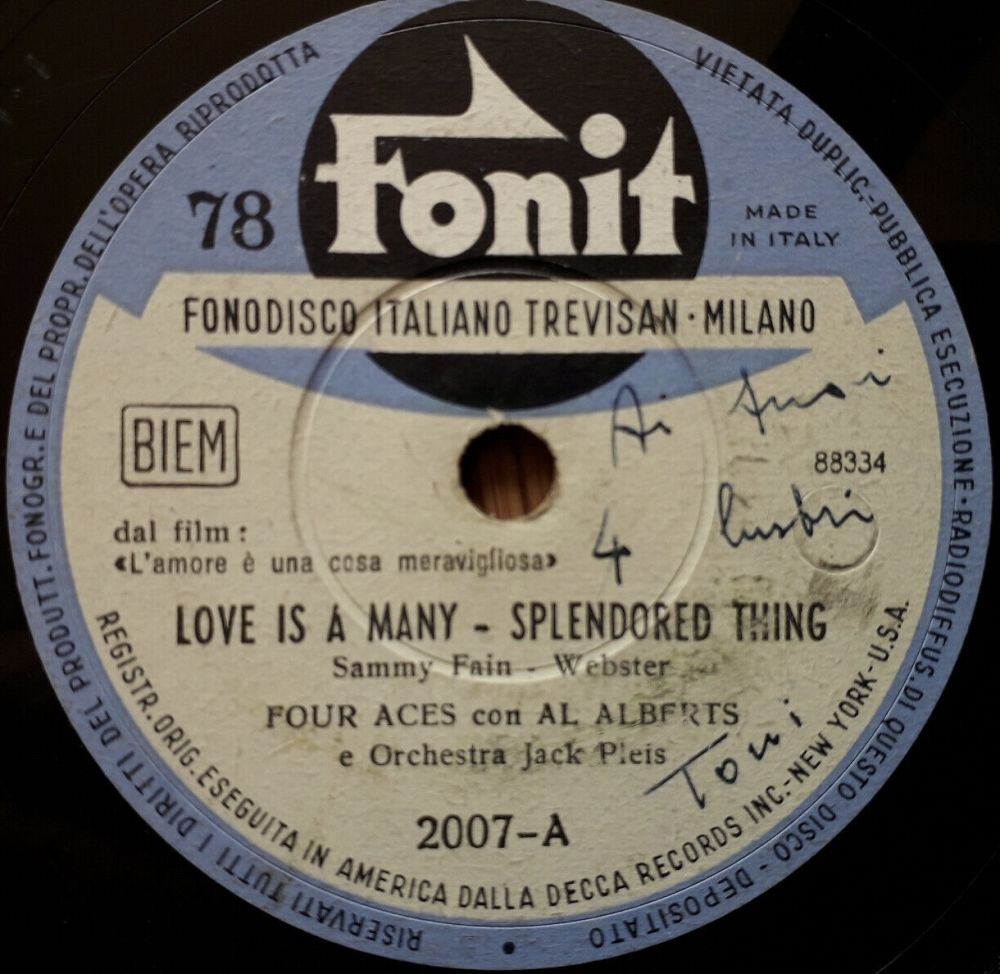 Fonit
78
MADE
IN ITALY
FONODISCO ITALIANO TREVISAN · MILANO
BIEM
Ai tuoi
88334
4 lustri
dal film:
«L'amore è una cosa meravigliosa»
LOVE IS A MANY - SPLENDORED THING
Sammy Fain - Webster
FOUR ACES con AL ALBERTS
e Orchestra Jack Pleis
Toni
2007-A
REGISTR. ORIG. ESEGUITA IN AMERICA DALLA DECCA RECORDS INC.-NEW YORK-U.S.A.
RISERVATI TUTTI I DIRITTI DEL PRODUTT. FONOGR. E DEL PROPR. DELL'OPERA RIPRODOTTA
VIETATA DUPLIC.-PUBBLICA ESECUZIONE·RADIODIFFUS. DI QUESTO DISCO - DEPOSITATO